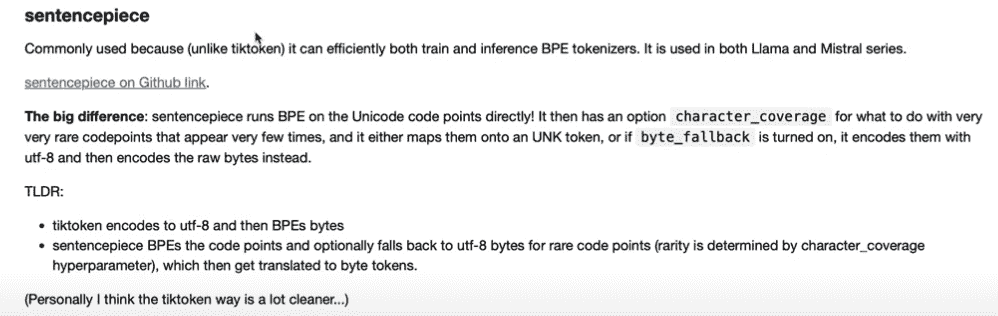 sentencepiece
Commonly used because (unlike tiktoken) it can efficiently both train and inference BPE tokenizers. It is used in both Llama and Mistral series.
sentencepiece on Github link.
The big difference: sentencepiece runs BPE on the Unicode code points directly! It then has an option character_coverage for what to do with very
very rare codepoints that appear very few times, and it either maps them onto an UNK token, or if byte_fallback is turned on, it encodes them with
utf-8 and then encodes the raw bytes instead.
TLDR:
• tiktoken encodes to utf-8 and then BPEs bytes
• sentencepiece BPEs the code points and optionally falls back to utf-8 bytes for rare code points (rarity is determined by character_coverage
hyperparameter), which then get translated to byte tokens.
(Personally I think the tiktoken way is a lot cleaner...)